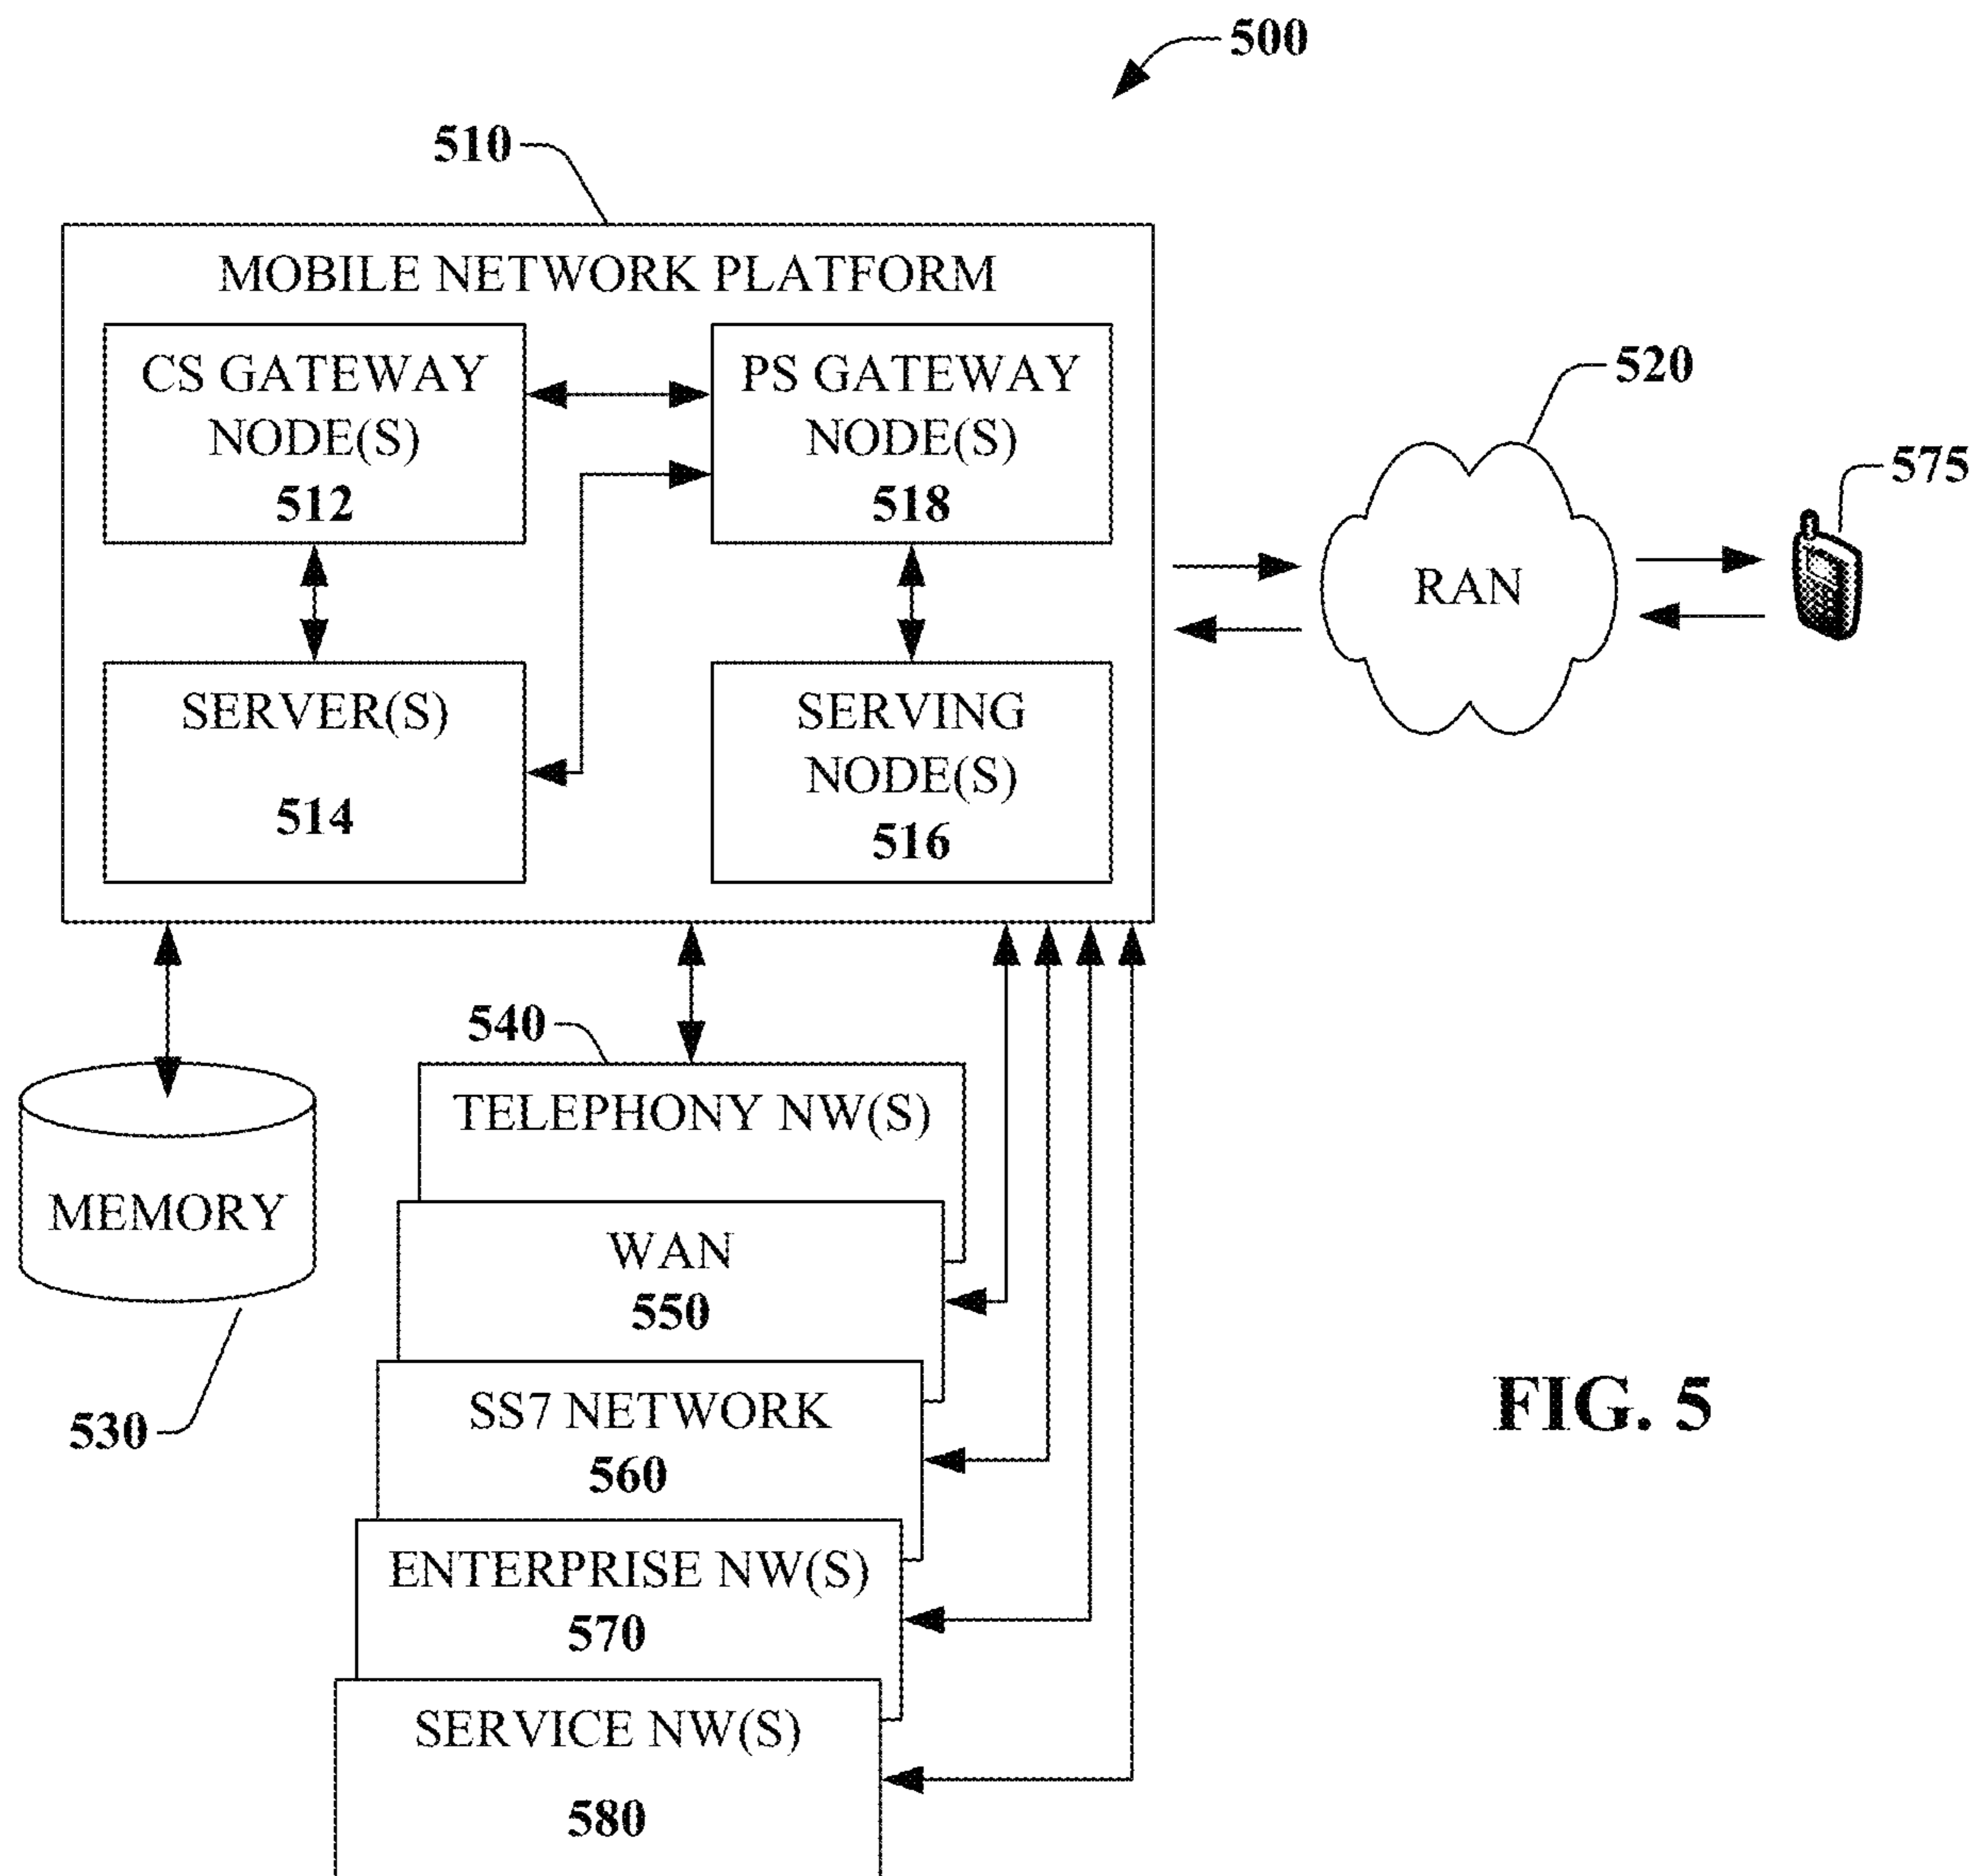 500
510
MOBILE NETWORK PLATFORM
CS GATEWAY
NODE(S)
512
PS GATEWAY
NODE(S)
518
SERVER(S)
514
SERVING
NODE(S)
516
520
RAN
575
540
TELEPHONY NW(S)
MEMORY
530
WAN
550
SS7 NETWORK
560
ENTERPRISE NW(S)
570
SERVICE NW(S)
580
FIG. 5